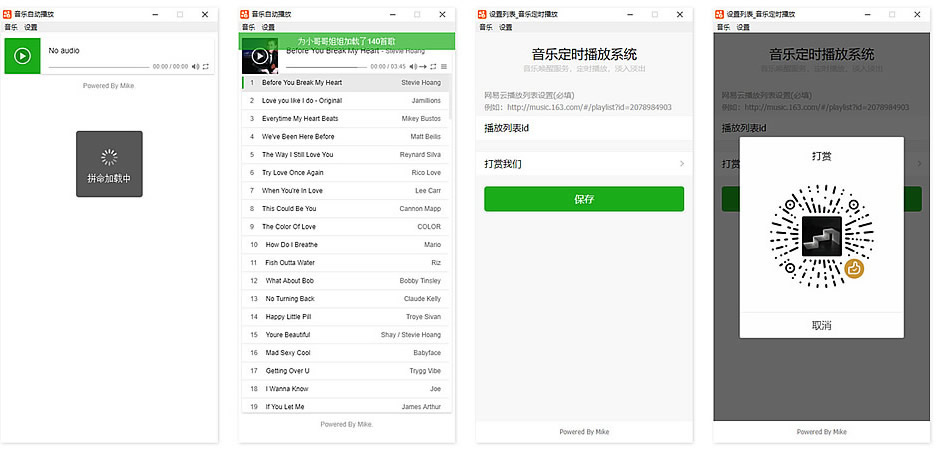 音乐自动播放
音乐 设置
No audio
00:00 / 00:00
Powered By Mike
拼命加载中
音乐自动播放
音乐 设置
为小哥哥姐姐加载了140首歌
Before You Break My Heart - Stevie Hoang
00:00 / 03:45
1 Before You Break My Heart Stevie Hoang
2 Love you like I do - Original Jamillions
3 Everytime My Heart Beats Mikey Bustos
4 We've Been Here Before Matt Beilis
5 The Way I Still Love You Reynard Silva
6 Try Love Once Again Rico Love
7 When You're In Love Lee Carr
8 This Could Be You Cannon Mapp
9 The Color Of Love COLOR
10 How Do I Breathe Mario
11 Fish Outta Water Riz
12 What About Bob Bobby Tinsley
13 No Turning Back Claude Kelly
14 Happy Little Pill Troye Sivan
15 Youre Beautiful Shay / Stevie Hoang
16 Mad Sexy Cool Babyface
17 Getting Over U Trygg Vibe
18 I Wanna Know Joe
19 If You Let Me James Arthur
Powered By Mike
设置列表_音乐定时播放
音乐 设置
音乐定时播放系统
音乐唤醒服务，定时播放，淡入淡出
网易云播放列表设置(必填)
例如：http://music.163.com/#/playlist?id=2078984903
播放列表id
打赏我们
保存
Powered By Mike
设置列表_音乐定时播放
音乐 设置
音乐定时播放系统
音乐唤醒服务，定时播放，淡入淡出
网易云播放列表设置(必填)
例如：http://music.163.com/#/playlist?id=2078984903
播放列表id
打赏
打赏
取消
Powered By Mike